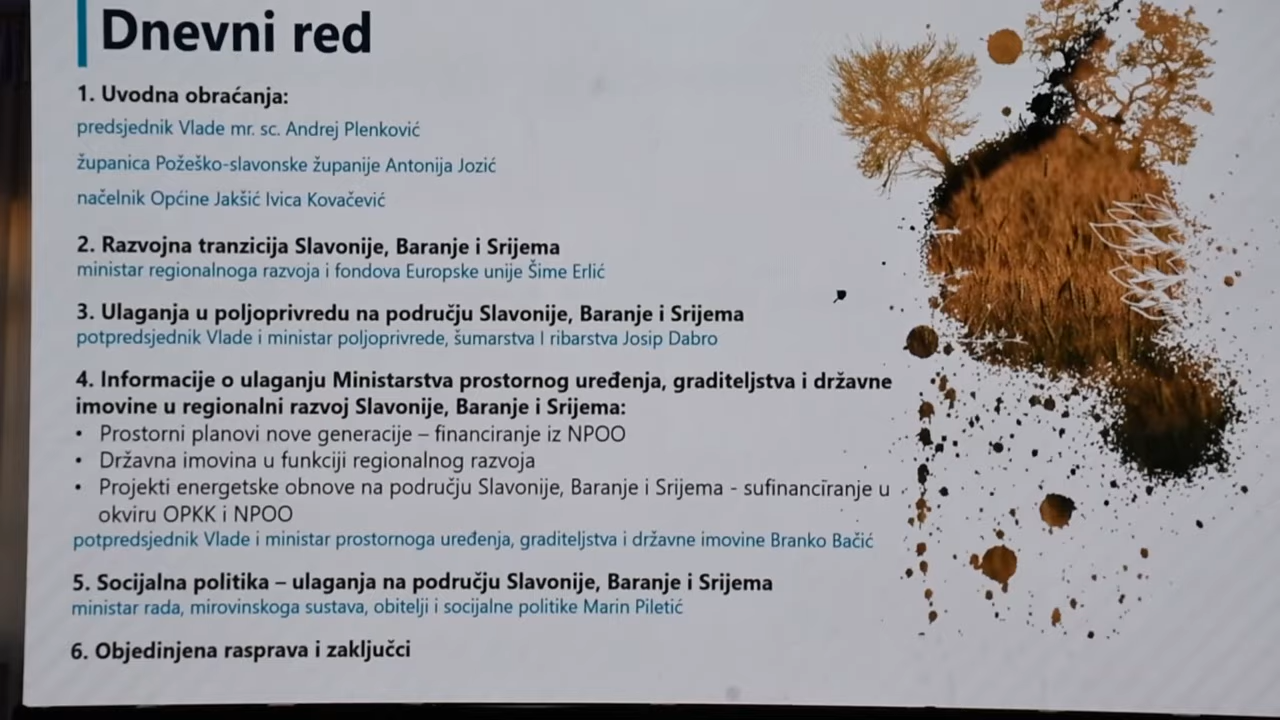 Dnevni red
1. Uvodna obraćanja:
predsjednik Vlade mr. sc. Andrej Plenković
županica Požeško-slavonske županije Antonija Jozić
načelnik Općine Jakšić Ivica Kovačević
2. Razvojna tranzicija Slavonije, Baranje i Srijema
ministar regionalnoga razvoja i fondova Europske unije Šime Erlić
3. Ulaganja u poljoprivredu na području Slavonije, Baranje i Srijema
potpredsjednik Vlade i ministar poljoprivrede, šumarstva I ribarstva Josip Dabro
4. Informacije o ulaganju Ministarstva prostornog uređenja, graditeljstva i državne
imovine u regionalni razvoj Slavonije, Baranje i Srijema:
• Prostorni planovi nove generacije – financiranje iz NPOO
• Državna imovina u funkciji regionalnog razvoja
• Projekti energetske obnove na području Slavonije, Baranje i Srijema - sufinanciranje u
okviru OPKK i NPOO
potpredsjednik Vlade i ministar prostornoga uređenja, graditeljstva i državne imovine Branko Bačić
5. Socijalna politika – ulaganja na području Slavonije, Baranje i Srijema
ministar rada, mirovinskoga sustava, obitelji i socijalne politike Marin Piletić
6. Objedinjena rasprava i zaključci